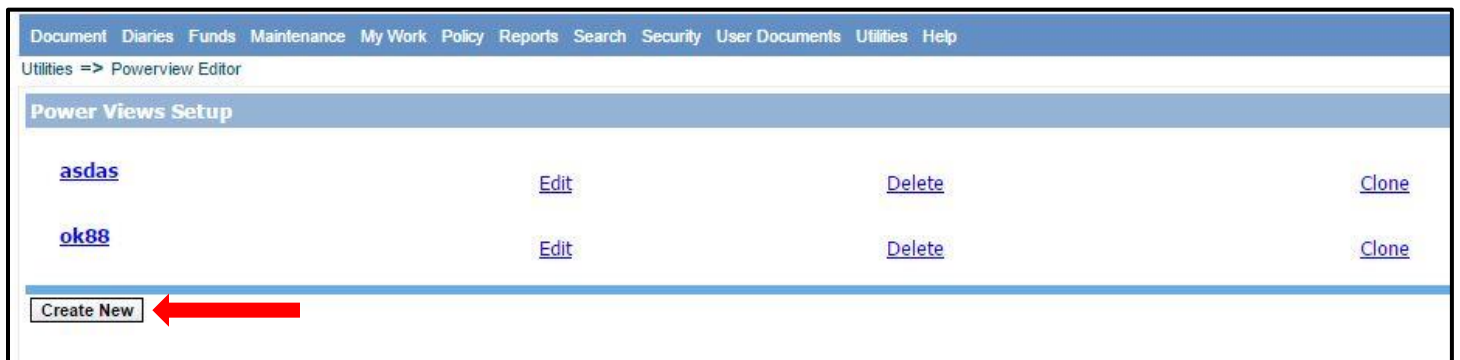 Document Diaries Funds Maintenance My Work Policy Reports Search Security User Documents Utilities Help
Utilities => Powerview Editor
Power Views Setup
asdas Edit Delete Clone
ok88 Edit Delete Clone
Create New